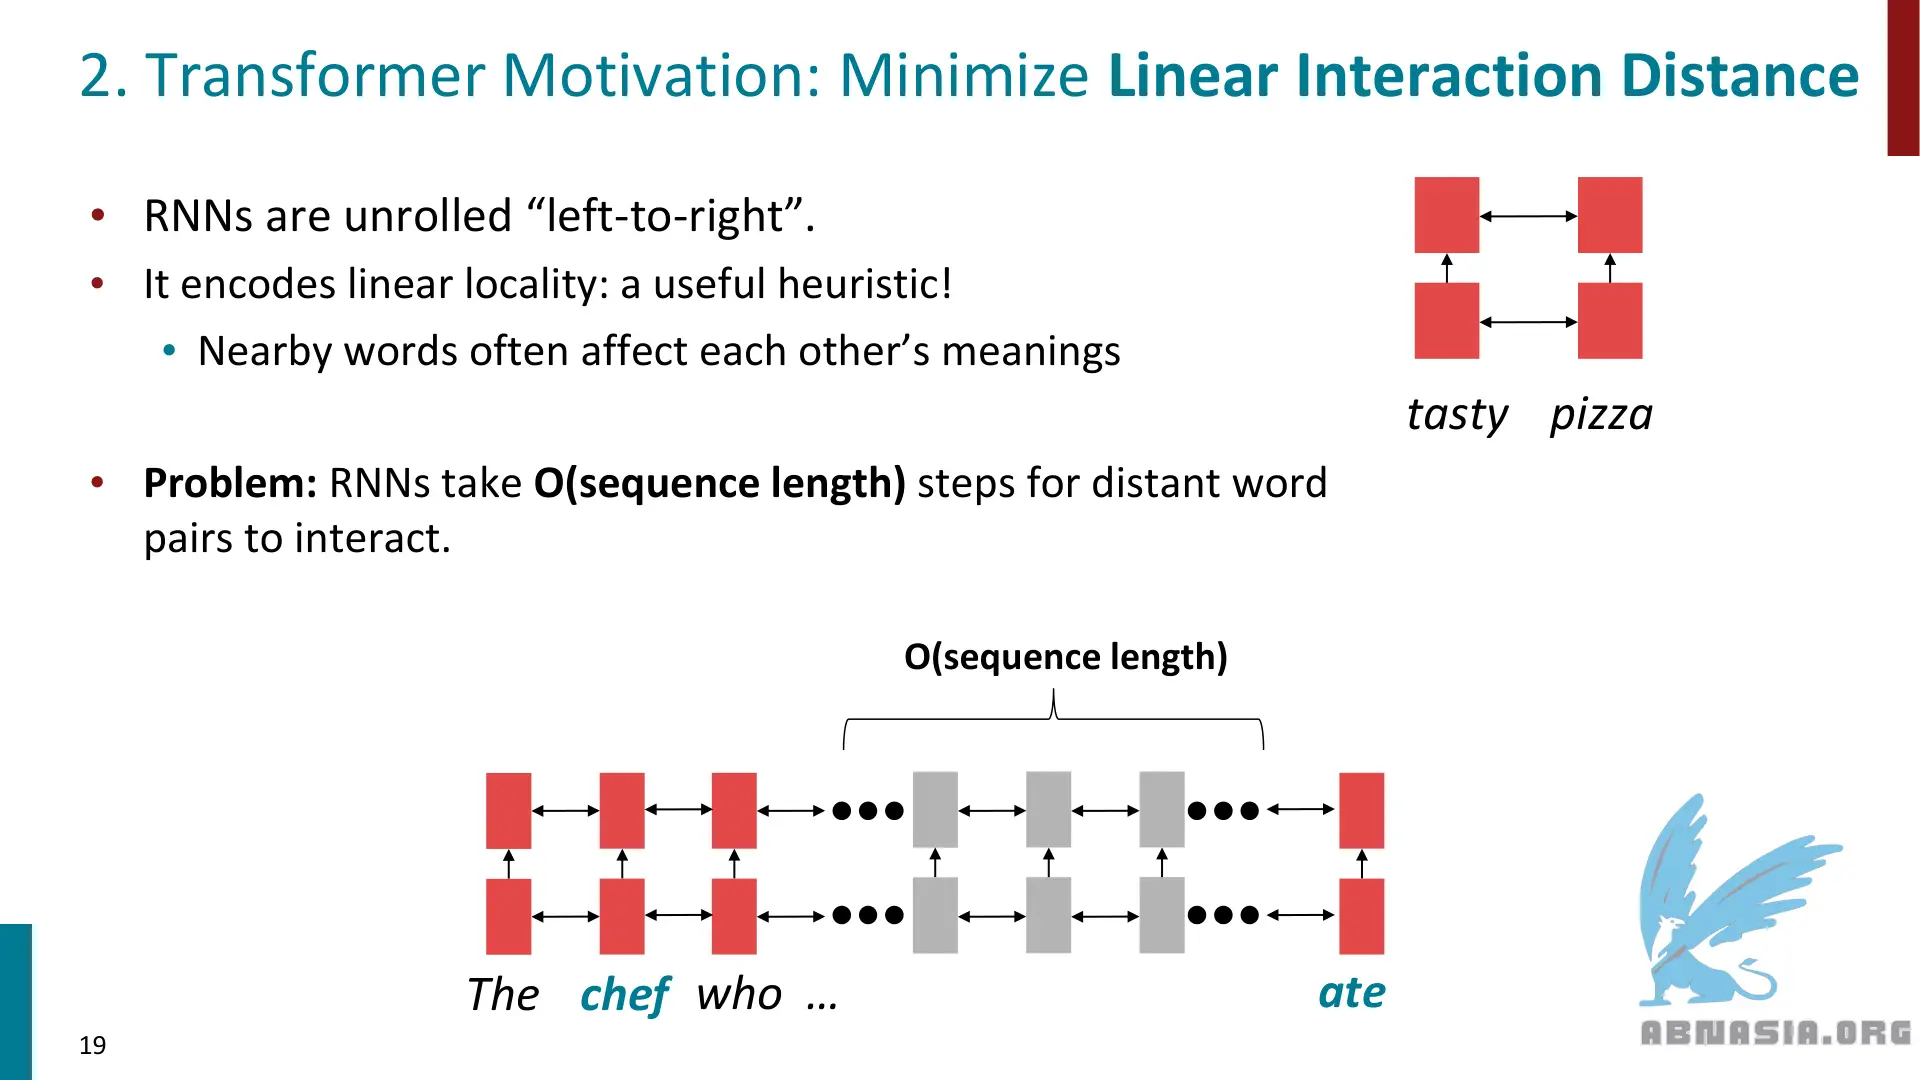 2. Transformer Motivation: Minimize Linear Interaction Distance
• RNNs are unrolled “left-to-right”.
• It encodes linear locality: a useful heuristic!
• Nearby words often affect each other’s meanings
tasty pizza
• Problem: RNNs take O(sequence length) steps for distant word
pairs to interact.
O(sequence length)
The chef who … ate
19
ABNASIA.ORG